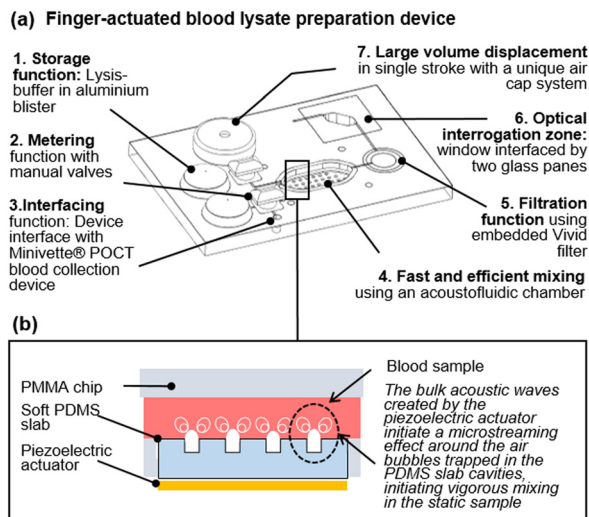 (a) Finger-actuated blood lysate preparation device
1. Storage
function: Lysis-
buffer in aluminium
blister
2. Metering
function with
manual valves
3.Interfacing
function: Device
interface with
Minivette® POCT
blood collection
device
7. Large volume displacement
in single stroke with a unique air
cap system
6. Optical
interrogation zone:
window interfaced by
two glass panes
5. Filtration
function using
embedded Vivid
filter
4. Fast and efficient mixing
using an acoustofluidic chamber
(b)
PMMA chip
Soft PDMS
slab
Piezoelectric
actuator
Blood sample
The bulk acoustic waves
created by the
piezoelectric actuator
initiate a microstreaming
effect around the air
bubbles trapped in the
PDMS slab cavities,
initiating vigorous mixing
in the static sample